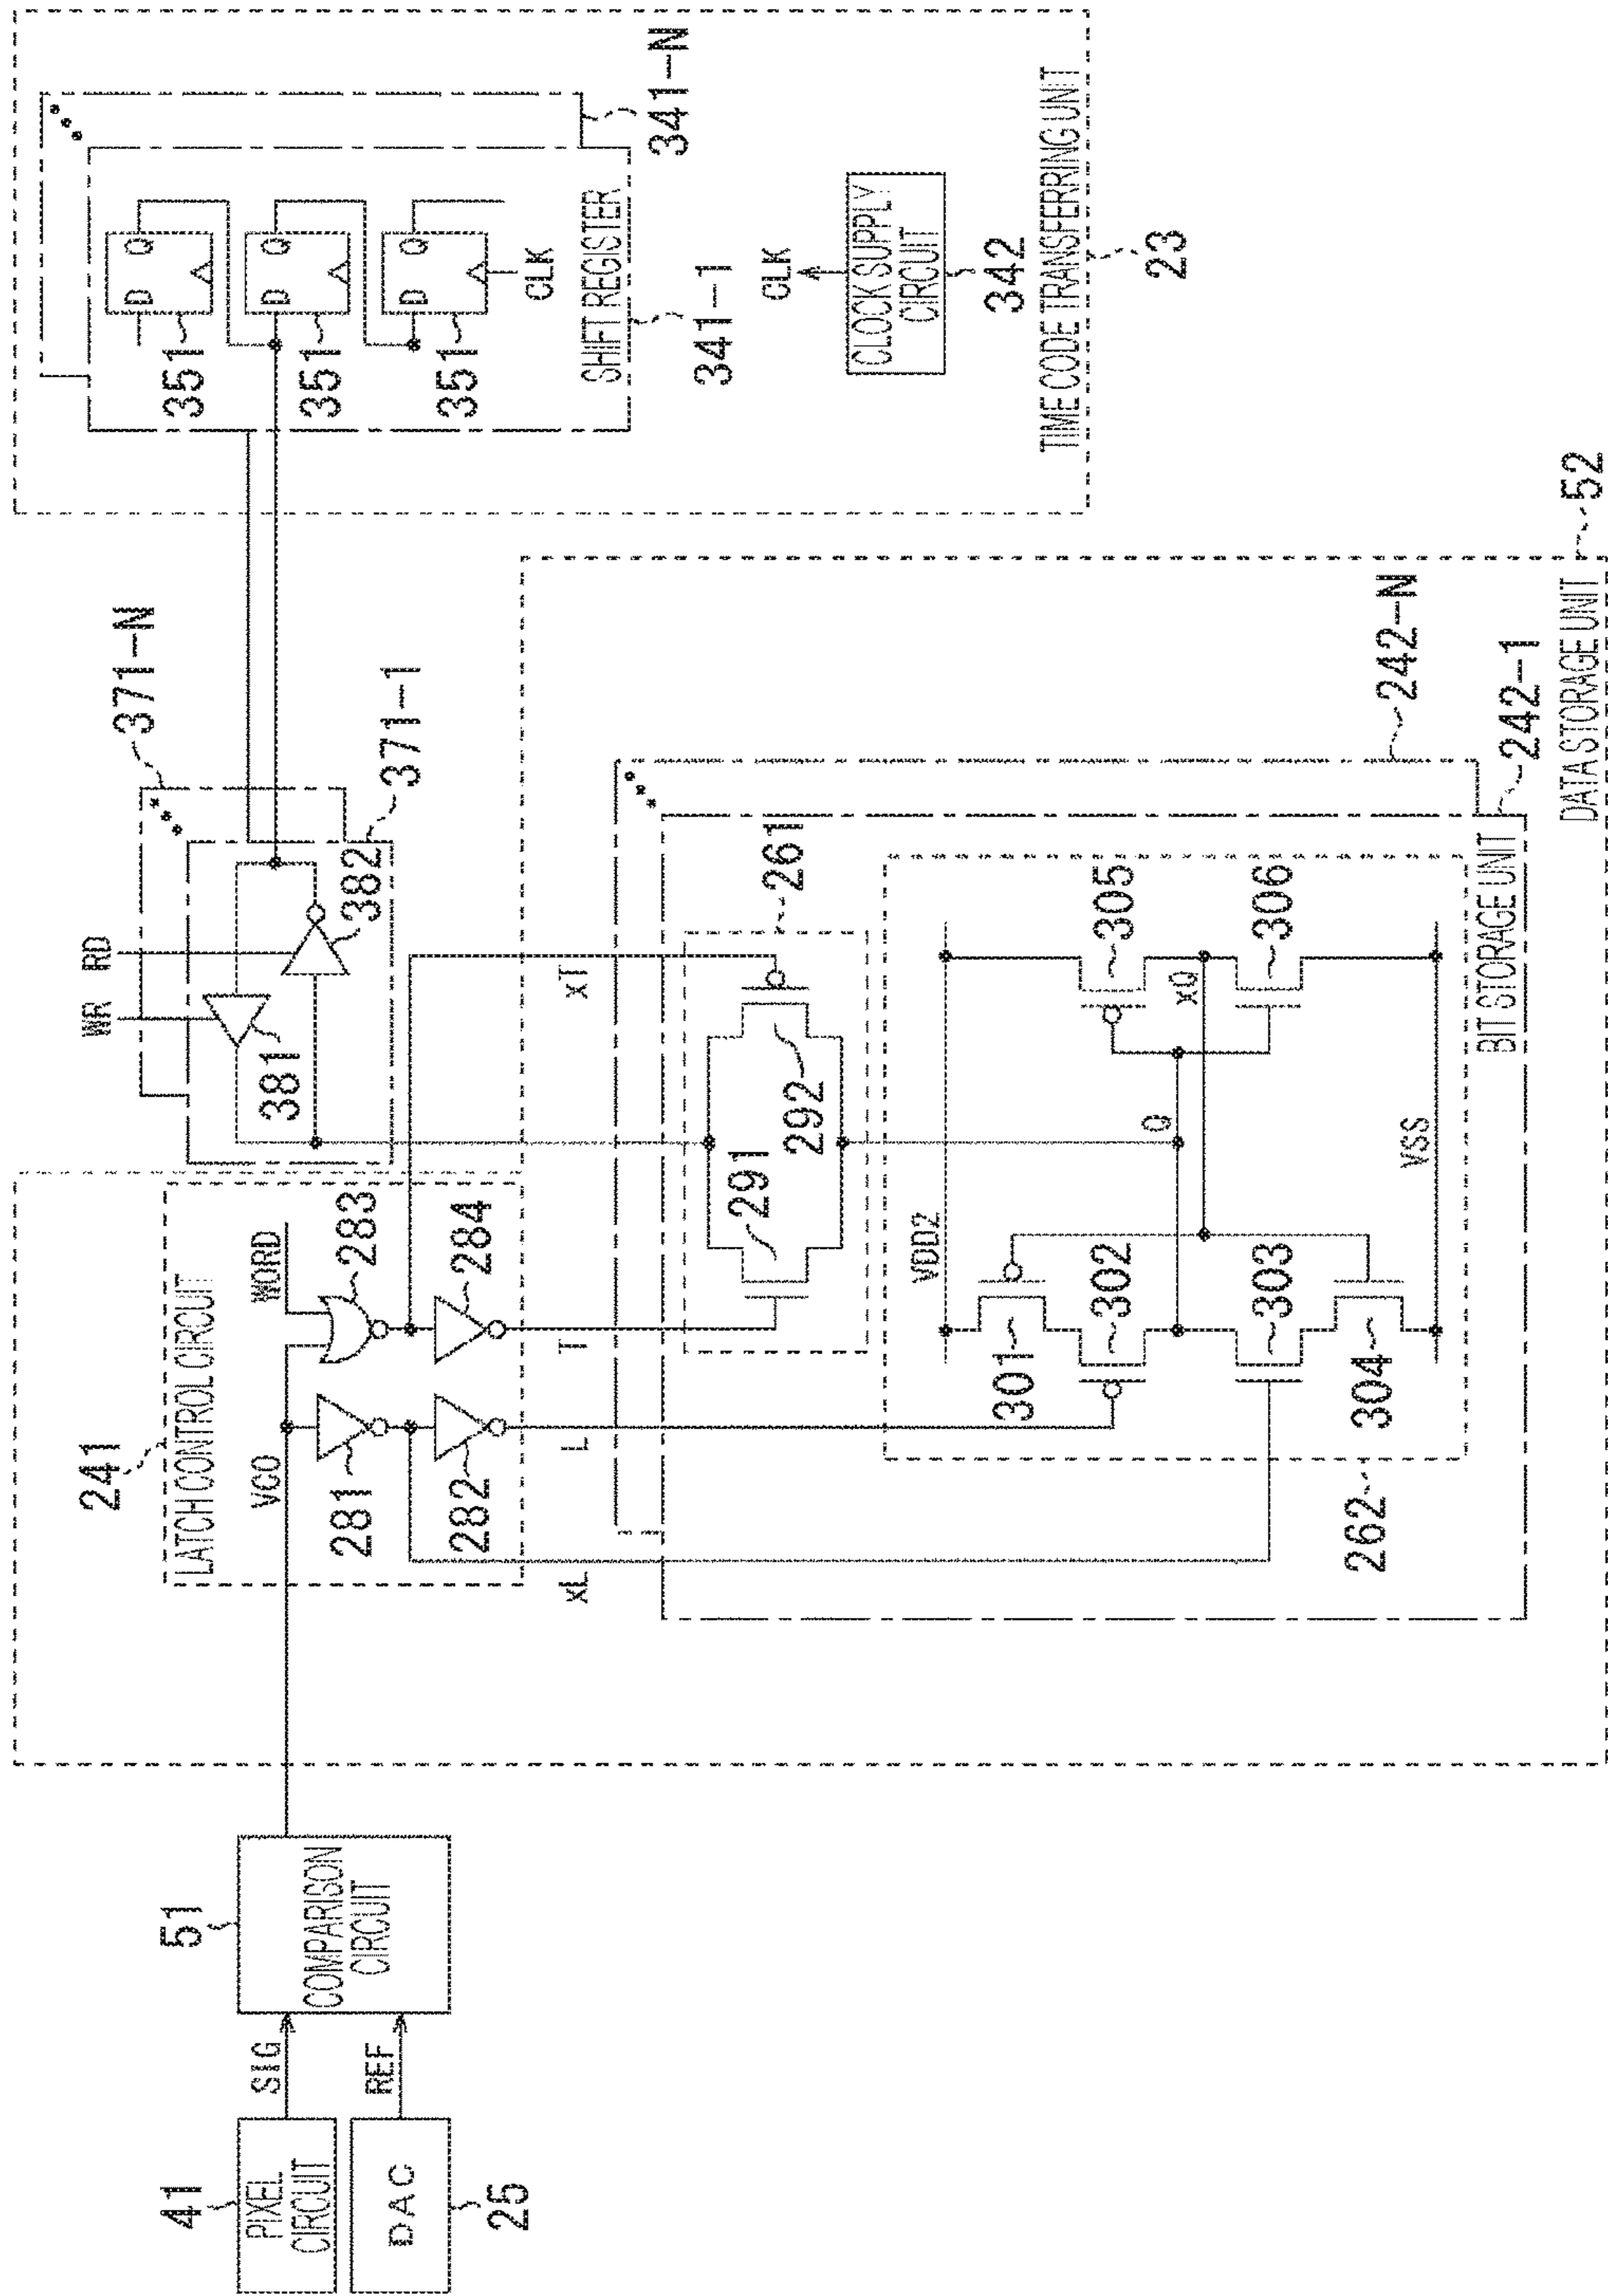 41
PIXEL
CIRCUIT
SIG
DAC
25
REF
51
COMPARISON
CIRCUIT
241
LATCH CONTROL CIRCUIT
VCO
WORD
281
282
283
284
xL
L
T
xT
WR
RD
381
382
371-N
371-1
291
292
261
VDD2
301
302
303
304
Q
xQ
305
306
VSS
262
BIT STORAGE UNIT
242-N
242-1
DATA STORAGE UNIT
52
D
Q
351
D
Q
351
D
Q
351
CLK
SHIFT REGISTER
341-1
341-N
CLK
CLOCK SUPPLY
CIRCUIT
342
TIME CODE TRANSFERRING UNIT
23